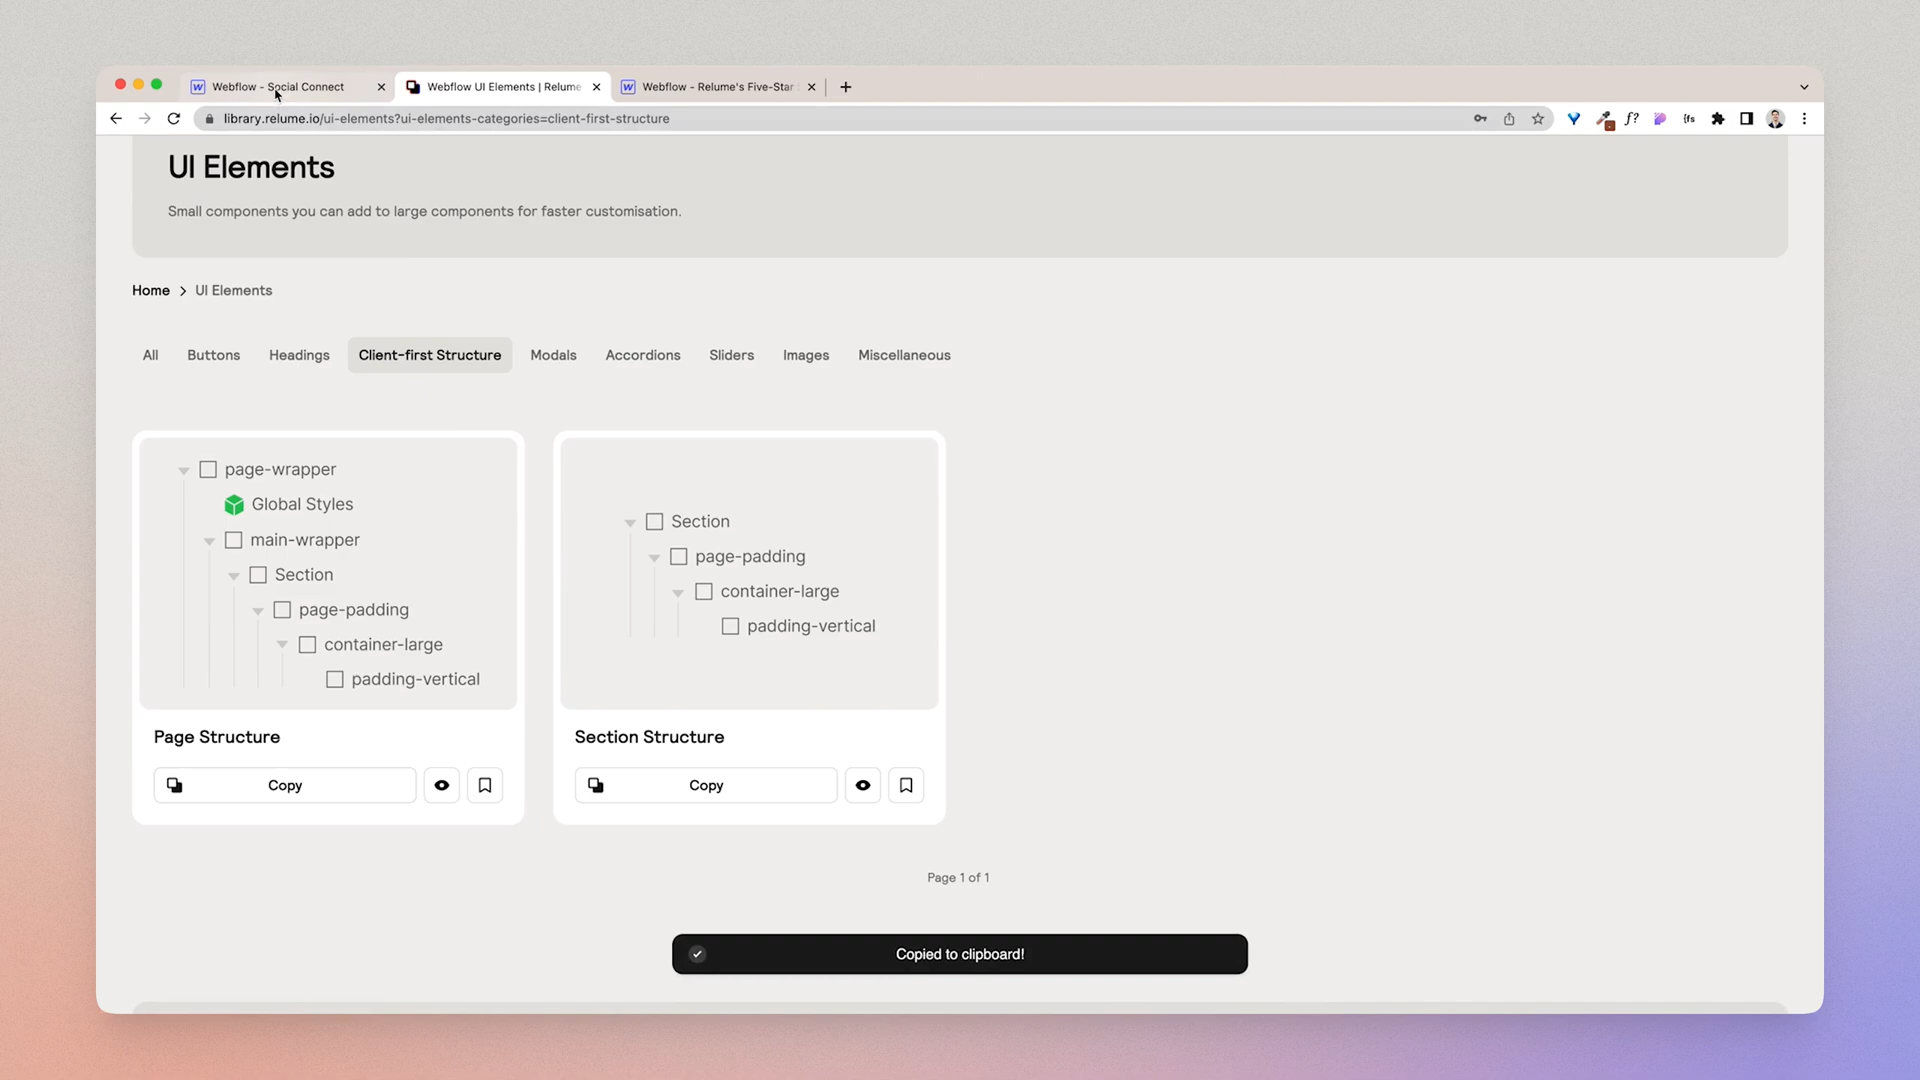 Webflow - Social Connect
Webflow UI Elements | Relume
Webflow - Relume's Five-Star
library.relume.io/ui-elements?ui-elements-categories=client-first-structure
f?
{fs
UI Elements
Small components you can add to large components for faster customisation.
Home > UI Elements
All Buttons Headings Client-first Structure Modals Accordions Sliders Images Miscellaneous
page-wrapper
Global Styles
main-wrapper
Section
page-padding
container-large
padding-vertical
Page Structure
Copy
Section
page-padding
container-large
padding-vertical
Section Structure
Copy
Page 1 of 1
Copied to clipboard!